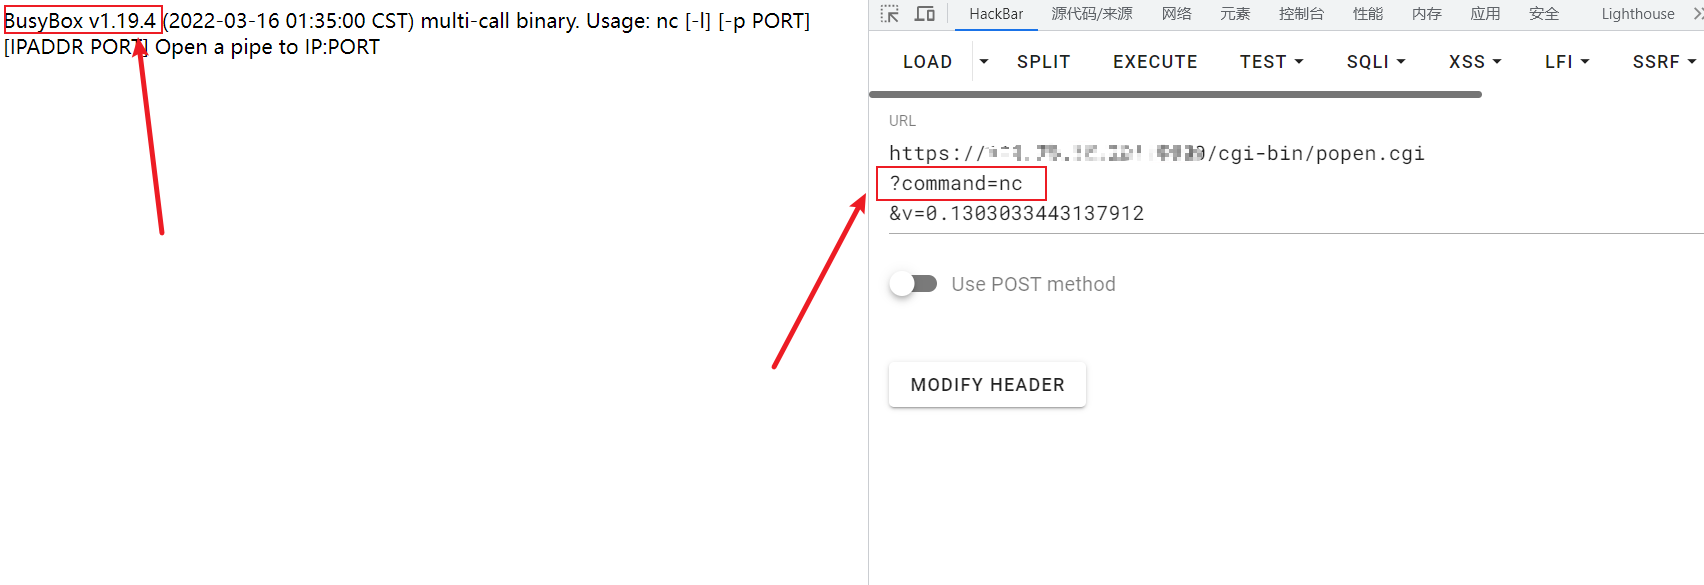 BusyBox v1.19.4 (2022-03-16 01:35:00 CST) multi-call binary. Usage: nc [-l] [-p PORT]
[IPADDR PORT] Open a pipe to IP:PORT
HackBar 源代码/来源 网络 元素 控制台 性能 内存 应用 安全 Lighthouse
LOAD SPLIT EXECUTE TEST SQLI XSS LFI SSRF
URL
https:// /cgi-bin/popen.cgi
?command=nc
&v=0.1303033443137912
Use POST method
MODIFY HEADER